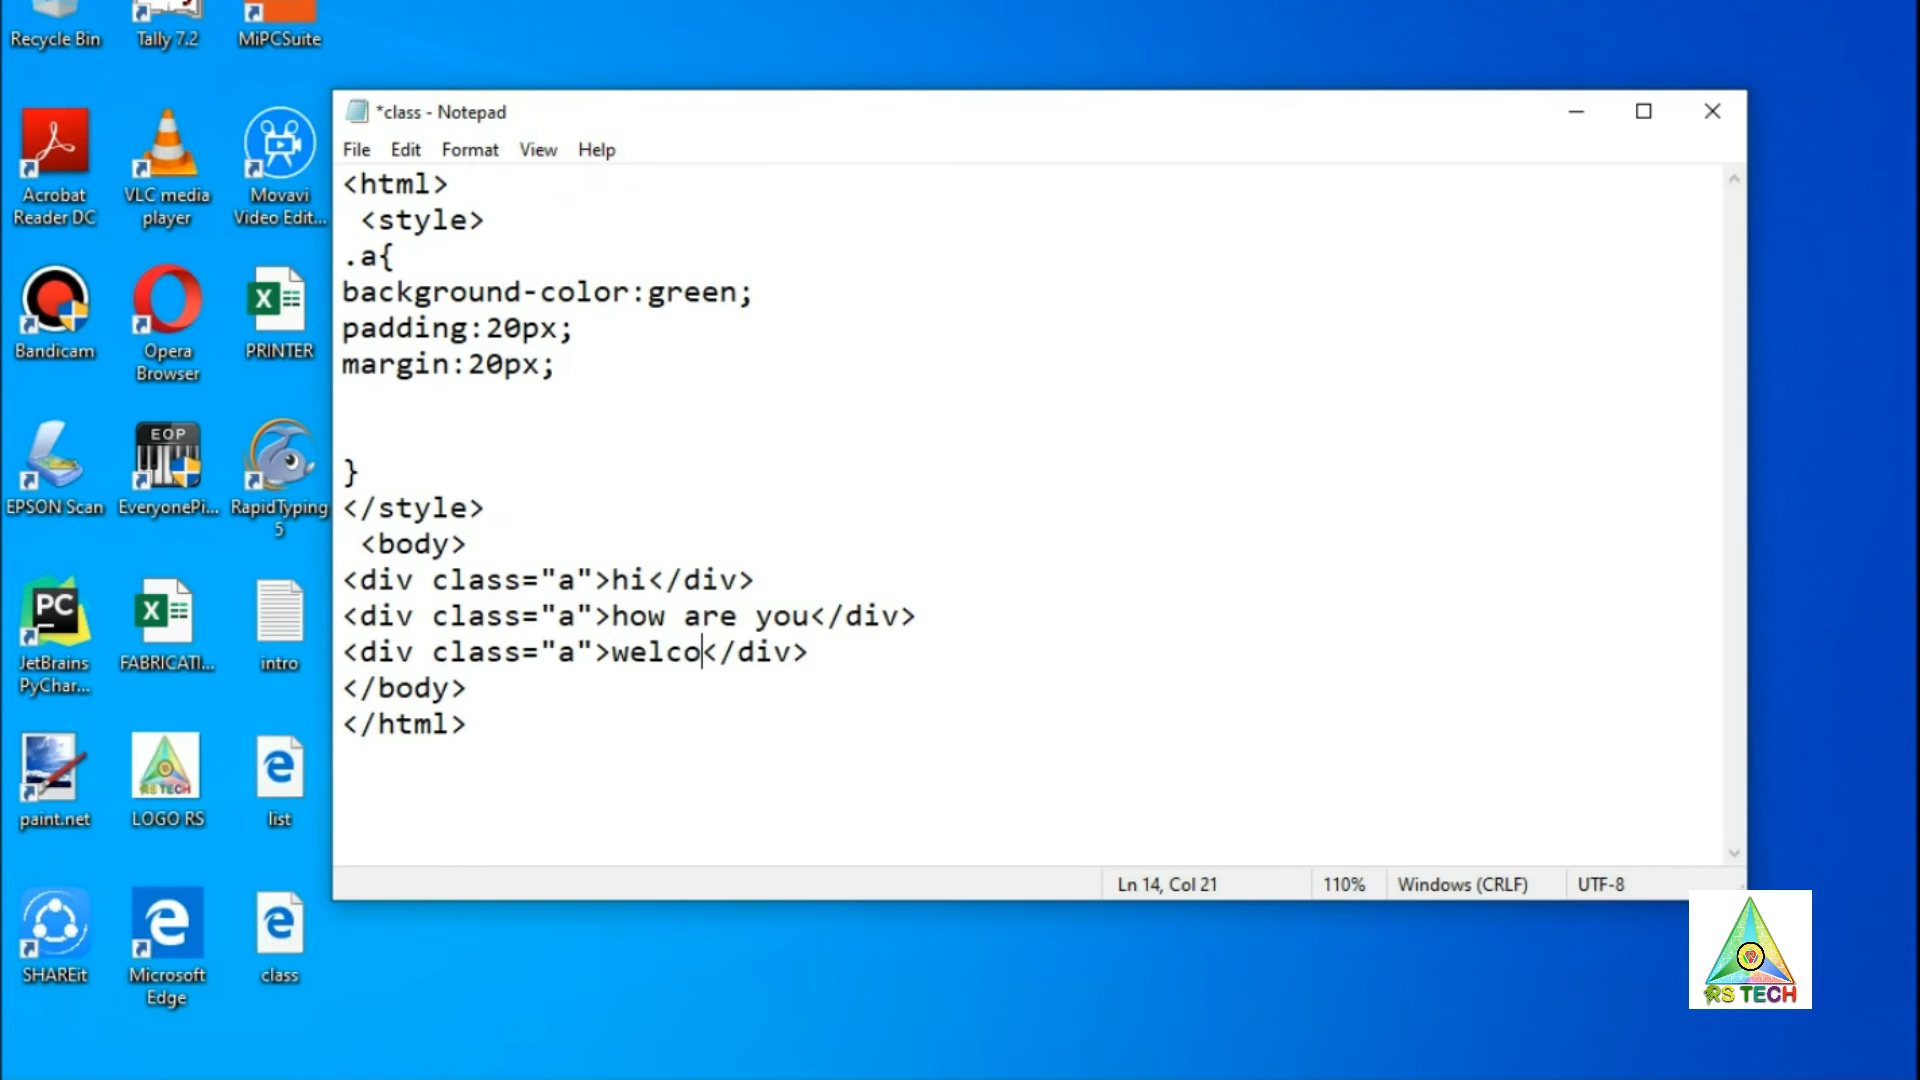 Recycle Bin
Tally 7.2
MiPCSuite
*class - Notepad
File Edit Format View Help
<html>
 <style>
.a{
background-color:green;
padding:20px;
margin:20px;
}
</style>
 <body>
<div class="a">hi</div>
<div class="a">how are you</div>
<div class="a">welco</div>
</body>
</html>
Ln 14, Col 21
110%
Windows (CRLF)
UTF-8
Acrobat
Reader DC
VLC media
player
Movavi
Video Edit...
Bandicam
Opera
Browser
PRINTER
EPSON Scan
EOP
EveryonePi...
RapidTyping
5
PC
JetBrains
PyChar...
FABRICATI...
intro
paint.net
RS TECH
LOGO RS
list
SHAREit
Microsoft
Edge
class
RS TECH